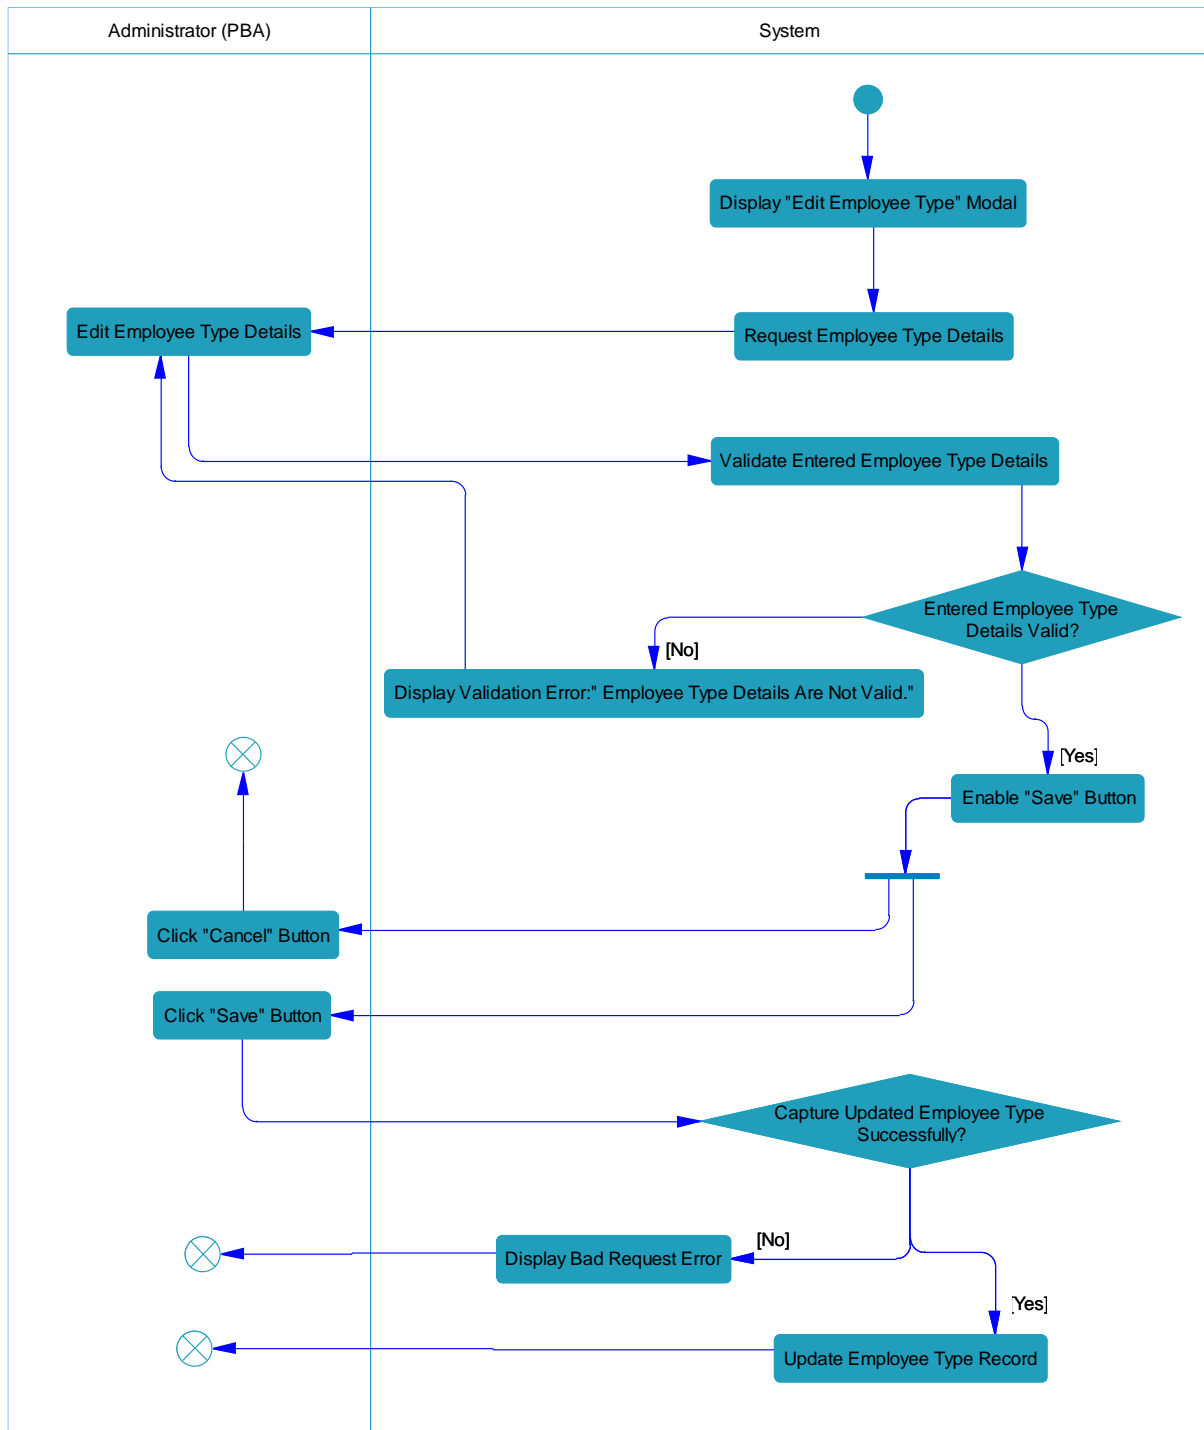 Administrator (PBA)
System
Display "Edit Employee Type" Modal
Edit Employee Type Details
Request Employee Type Details
Validate Entered Employee Type Details
Entered Employee Type
Details Valid?
[No]
Display Validation Error:" Employee Type Details Are Not Valid."
[Yes]
Enable "Save" Button
Click "Cancel" Button
Click "Save" Button
Capture Updated Employee Type
Successfully?
[No]
Display Bad Request Error
[Yes]
Update Employee Type Record